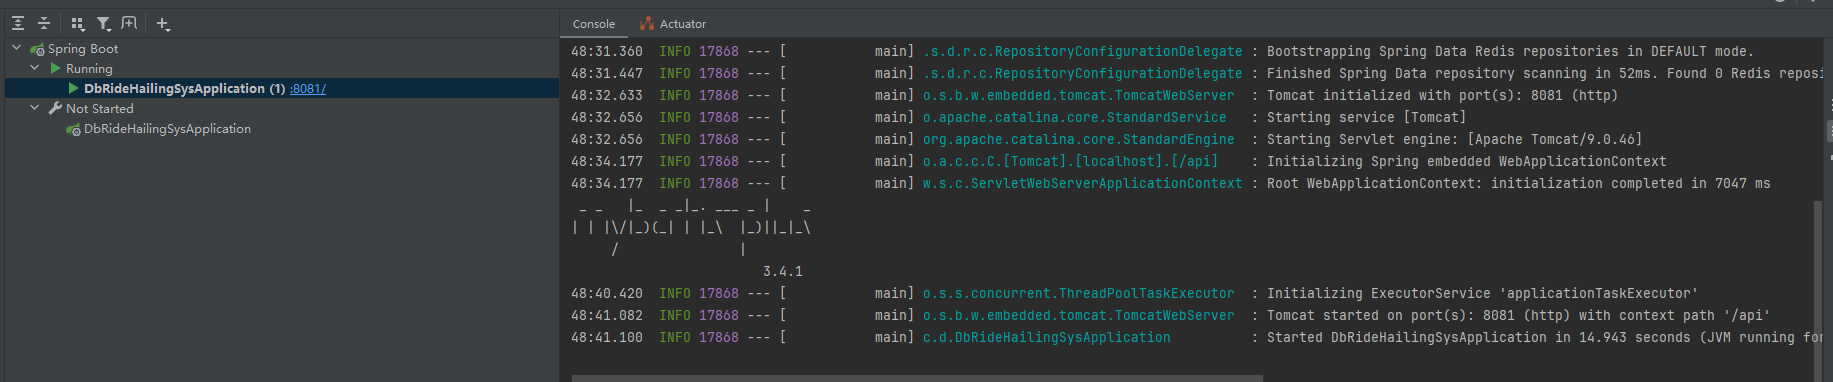 Console
Actuator
Spring Boot
Running
DbRideHailingSysApplication (1) :8081/
Not Started
DbRideHailingSysApplication
48:31.360  INFO 17868 --- [           main] .s.d.r.c.RepositoryConfigurationDelegate : Bootstrapping Spring Data Redis repositories in DEFAULT mode.
48:31.447  INFO 17868 --- [           main] .s.d.r.c.RepositoryConfigurationDelegate : Finished Spring Data repository scanning in 52ms. Found 0 Redis reposi
48:32.633  INFO 17868 --- [           main] o.s.b.w.embedded.tomcat.TomcatWebServer  : Tomcat initialized with port(s): 8081 (http)
48:32.656  INFO 17868 --- [           main] o.apache.catalina.core.StandardService   : Starting service [Tomcat]
48:32.656  INFO 17868 --- [           main] org.apache.catalina.core.StandardEngine  : Starting Servlet engine: [Apache Tomcat/9.0.46]
48:34.177  INFO 17868 --- [           main] o.a.c.c.C.[Tomcat].[localhost].[/api]    : Initializing Spring embedded WebApplicationContext
48:34.177  INFO 17868 --- [           main] w.s.c.ServletWebServerApplicationContext : Root WebApplicationContext: initialization completed in 7047 ms
 _ _   |_  _ _|_. ___ _ |    _
| | |\/|_)(_| | |_\  |_)||_|_\
     /               |
                        3.4.1
48:40.420  INFO 17868 --- [           main] o.s.s.concurrent.ThreadPoolTaskExecutor  : Initializing ExecutorService 'applicationTaskExecutor'
48:41.082  INFO 17868 --- [           main] o.s.b.w.embedded.tomcat.TomcatWebServer  : Tomcat started on port(s): 8081 (http) with context path '/api'
48:41.100  INFO 17868 --- [           main] c.d.DbRideHailingSysApplication          : Started DbRideHailingSysApplication in 14.943 seconds (JVM running for